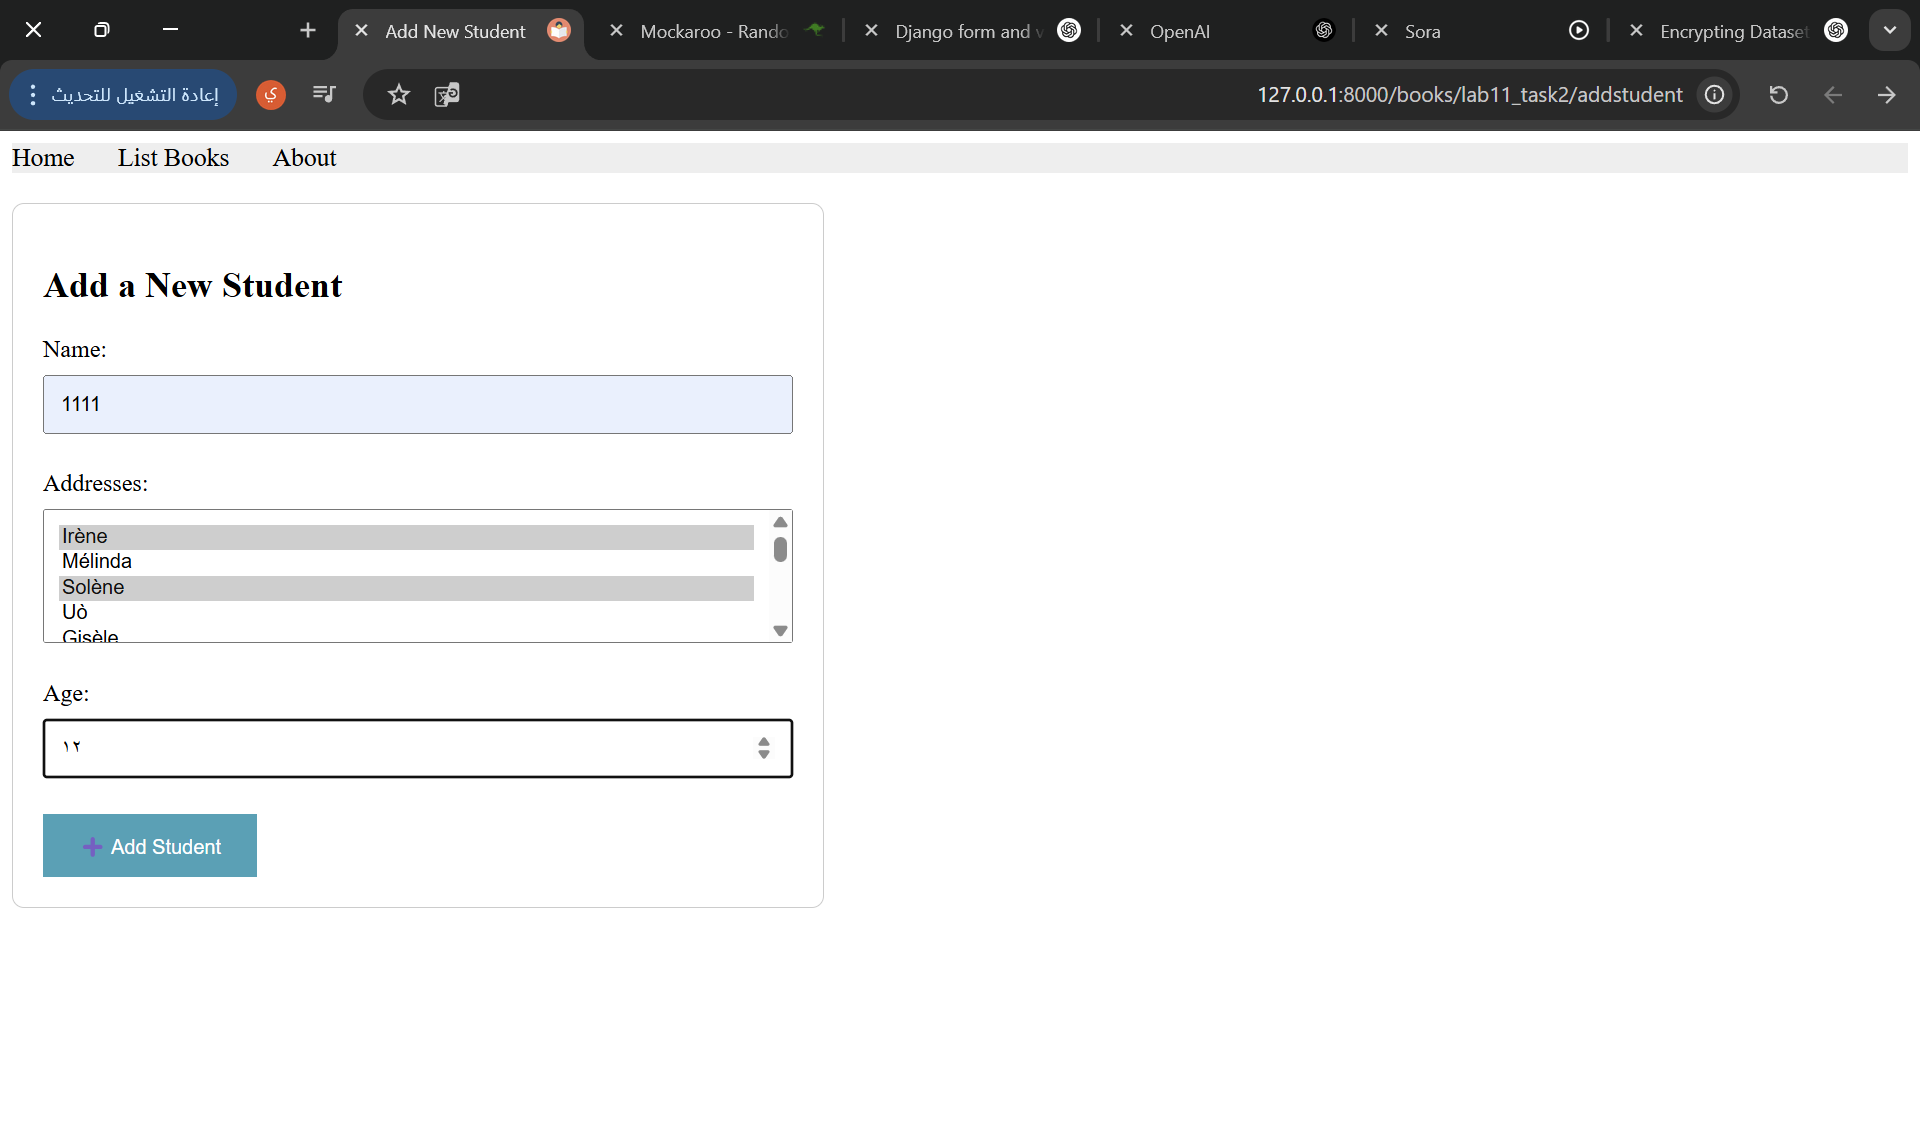 Add New Student
Mockaroo - Rando
Django form and v
OpenAI
Sora
Encrypting Dataset
إعادة التشغيل للتحديث
ي
127.0.0.1:8000/books/lab11_task2/addstudent
Home List Books About
Add a New Student
Name:
1111
Addresses:
Irène
Mélinda
Solène
Uò
Gisèle
Age:
١٢
Add Student